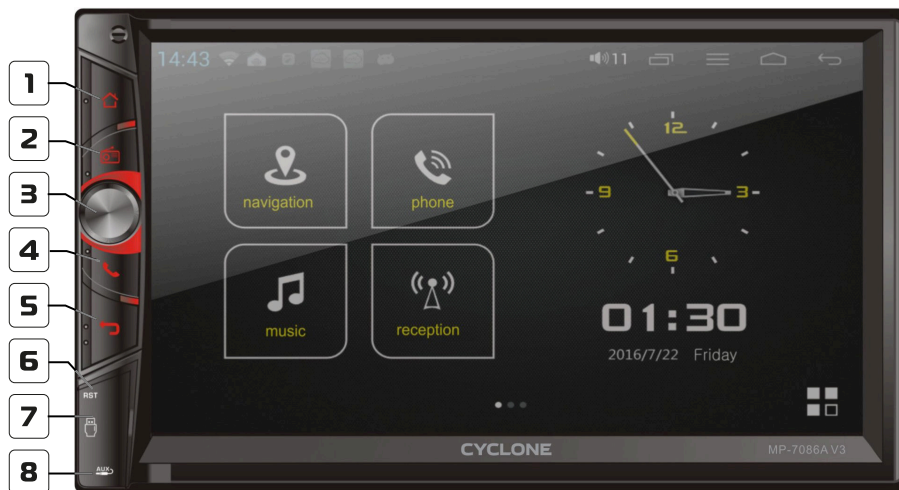 1
2
3
4
5
6
7
8
14:43
11
navigation
phone
music
reception
12
3
6
9
01:30
2016/7/22 Friday
RST
AUX
CYCLONE
MP-7086A V3